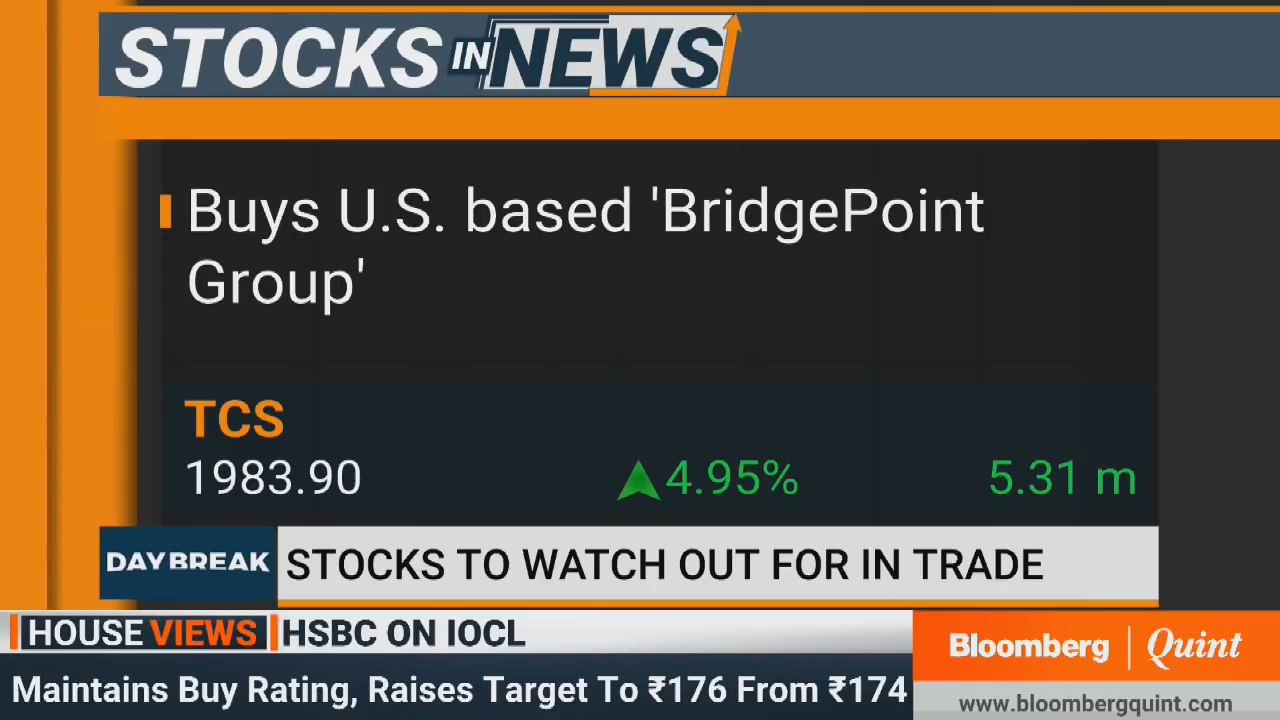 STOCKS IN NEWS
Buys U.S. based 'BridgePoint
Group'
TCS
1983.90 4.95% 5.31 m
DAYBREAK STOCKS TO WATCH OUT FOR IN TRADE
HOUSE VIEWS HSBC ON IOCL
Maintains Buy Rating, Raises Target To ₹176 From ₹174
Bloomberg | Quint
www.bloombergquint.com